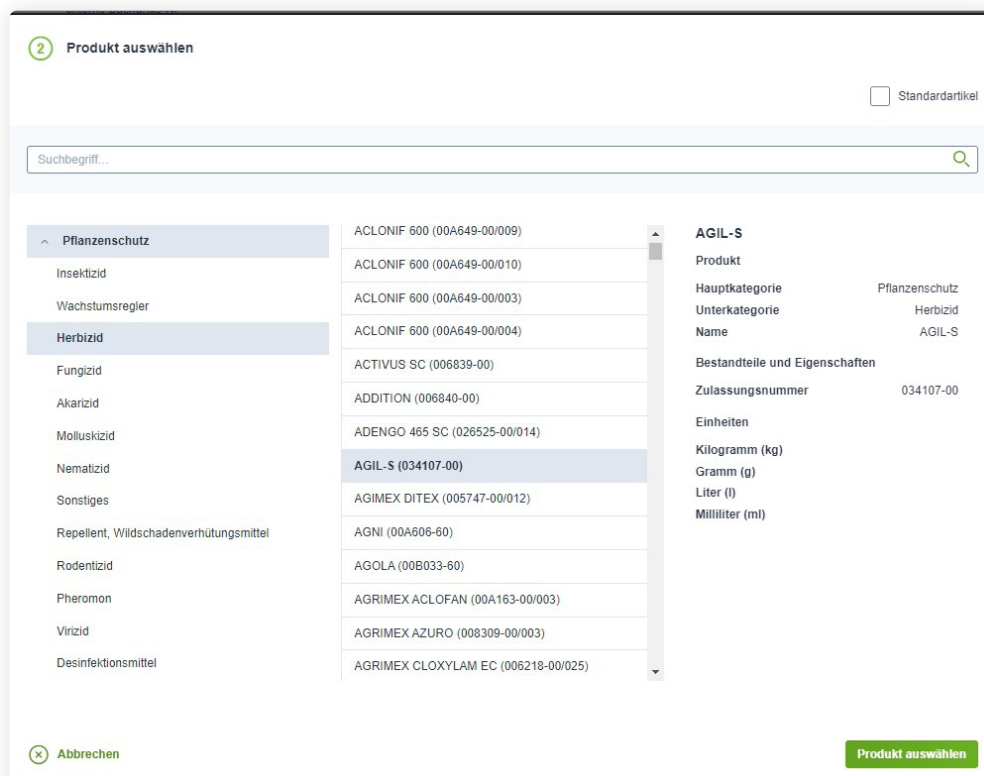 2 Produkt auswählen
Standardartikel
Suchbegriff...
Pflanzenschutz
Insektizid
Wachstumsregler
Herbizid
Fungizid
Akarizid
Molluskizid
Nematizid
Sonstiges
Repellent, Wildschadenverhütungsmittel
Rodentizid
Pheromon
Virizid
Desinfektionsmittel
ACLONIF 600 (00A649-00/009)
ACLONIF 600 (00A649-00/010)
ACLONIF 600 (00A649-00/003)
ACLONIF 600 (00A649-00/004)
ACTIVUS SC (006839-00)
ADDITION (006840-00)
ADENGO 465 SC (026525-00/014)
AGIL-S (034107-00)
AGIMEX DITEX (005747-00/012)
AGNI (00A606-60)
AGOLA (00B033-60)
AGRIMEX ACLOFAN (00A163-00/003)
AGRIMEX AZURO (008309-00/003)
AGRIMEX CLOXYLAM EC (006218-00/025)
AGIL-S
Produkt
Hauptkategorie Pflanzenschutz
Unterkategorie Herbizid
Name AGIL-S
Bestandteile und Eigenschaften
Zulassungsnummer 034107-00
Einheiten
Kilogramm (kg)
Gramm (g)
Liter (l)
Milliliter (ml)
Abbrechen
Produkt auswählen